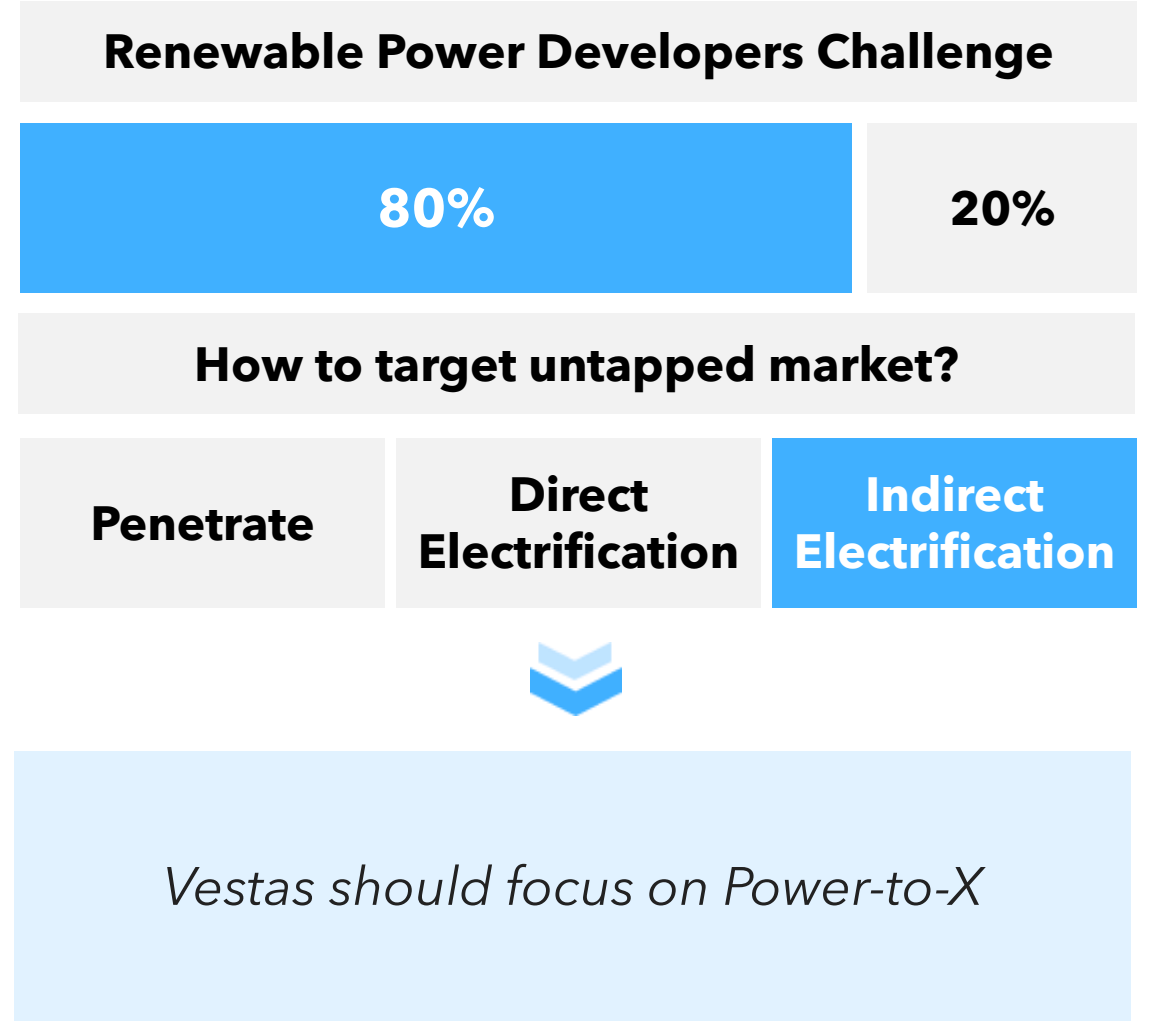 Renewable Power Developers Challenge
80%
20%
How to target untapped market?
Penetrate
Direct
Electrification
Indirect
Electrification
Vestas should focus on Power-to-X